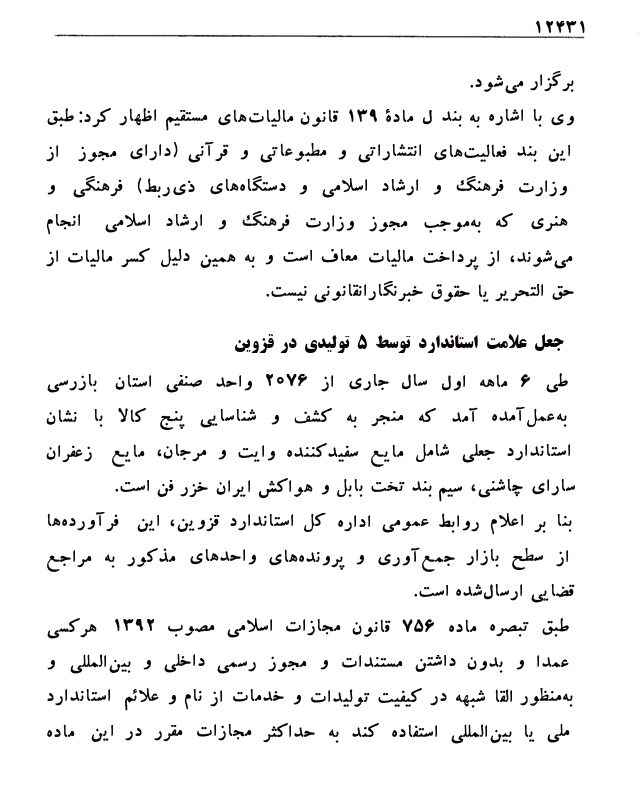 ۱۲۴۳۱
برگزار می‌شود.
وی با اشاره به بند ل مادۀ ۱۳۹ قانون مالیات‌های مستقیم اظهار کرد: طبق
این بند فعالیت‌های انتشاراتی و مطبوعاتی و قرآنی (دارای مجوز از
وزارت فرهنگ و ارشاد اسلامی و دستگاه‌های ذی‌ربط) فرهنگی و
هنری که به‌موجب مجوز وزارت فرهنگ و ارشاد اسلامی انجام
می‌شوند، از پرداخت مالیات معاف است و به همین دلیل کسر مالیات از
حق التحریر یا حقوق خبرنگارانقانونی نیست.
جعل علامت استاندارد توسط ۵ تولیدی در قزوین
طی ۶ ماهه اول سال جاری از ۲۰۷۶ واحد صنفی استان بازرسی
به‌عمل‌آمده آمد که منجر به کشف و شناسایی پنج کالا با نشان
استاندارد جعلی شامل مایع سفیدکننده وایت و مرجان، مایع زعفران
سارای چاشنی، سیم بند تخت بابل و هواکش ایران خزر فن است.
بنا بر اعلام روابط عمومی اداره کل استاندارد قزوین، این فرآورده‌ها
از سطح بازار جمع‌آوری و پرونده‌های واحدهای مذکور به مراجع
قضایی ارسال‌شده است.
طبق تبصره ماده ۷۵۶ قانون مجازات اسلامی مصوب ۱۳۹۲ هرکسی
عمدا و بدون داشتن مستندات و مجوز رسمی داخلی و بین‌المللی و
به‌منظور القا شبهه در کیفیت تولیدات و خدمات از نام و علائم استاندارد
ملی یا بین‌المللی استفاده کند به حداکثر مجازات مقرر در این ماده